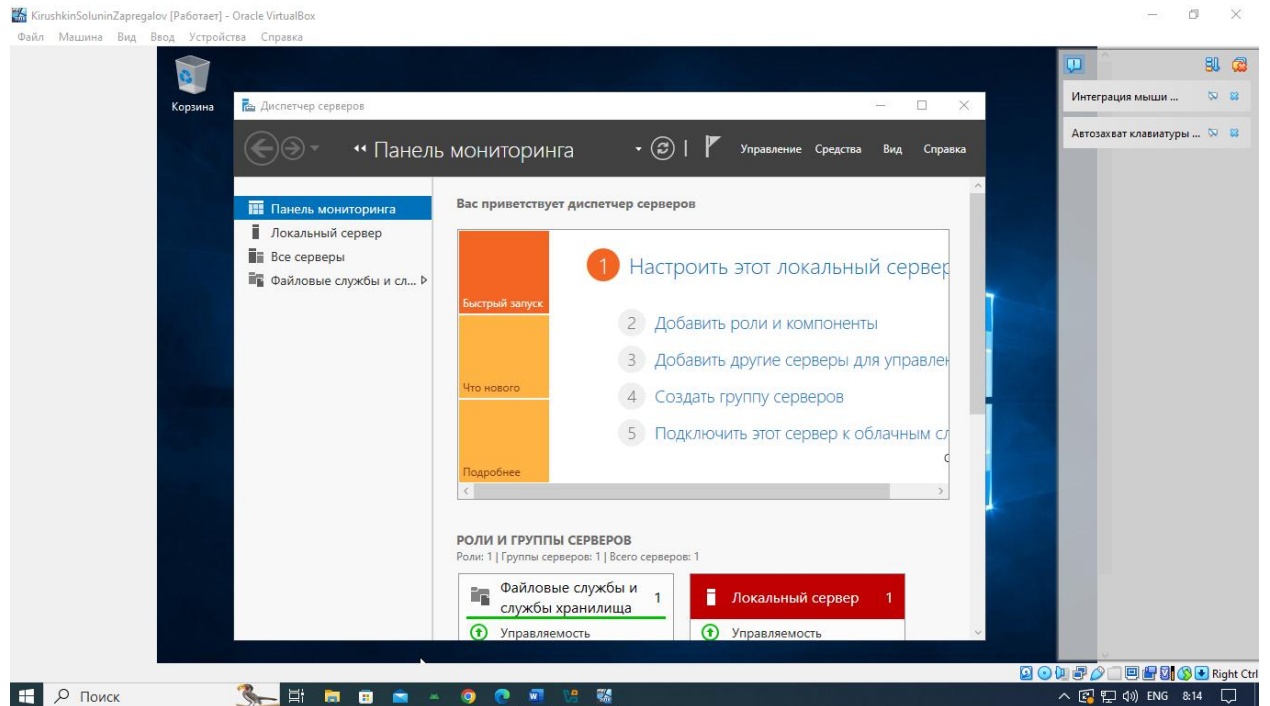 KirushkinSoluninZapregalov [Работает] - Oracle VirtualBox
Файл Машина Вид Ввод Устройства Справка
Корзина
Диспетчер серверов
Панель мониторинга
Управление Средства Вид Справка
Панель мониторинга
Локальный сервер
Все серверы
Файловые службы и сл...
Вас приветствует диспетчер серверов
Быстрый запуск
Что нового
Подробнее
1 Настроить этот локальный сервер
2 Добавить роли и компоненты
3 Добавить другие серверы для управлен
4 Создать группу серверов
5 Подключить этот сервер к облачным сл
РОЛИ И ГРУППЫ СЕРВЕРОВ
Роли: 1 | Группы серверов: 1 | Всего серверов: 1
Файловые службы и
службы хранилища 1
Управляемость
Локальный сервер 1
Управляемость
Интеграция мыши ...
Автозахват клавиатуры ...
Right Ctrl
Поиск
ENG 8:14